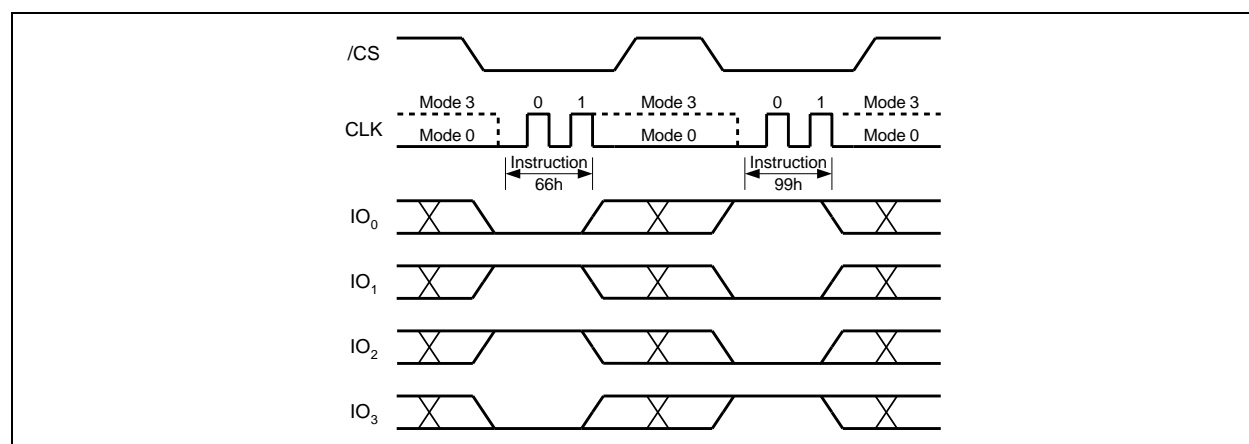 /CS
Mode 3 0 1 Mode 3 0 1 Mode 3
CLK
Mode 0 Mode 0 Mode 0
Instruction Instruction
66h 99h
IO0
IO1
IO2
IO3